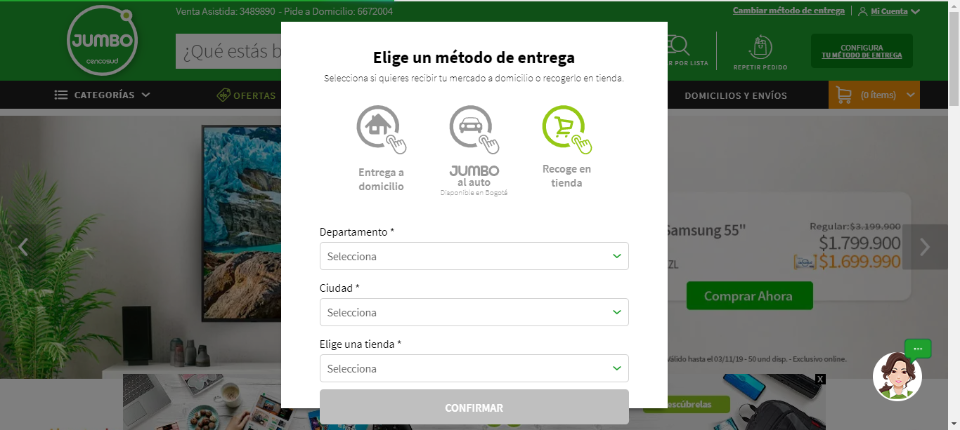 Venta Asistida: 3489890 - Pide a Domicilio: 6672004
Cambiar método de entrega
Mi Cuenta
JUMBO
cencosud
¿Qué estás b
R POR LISTA
REPETIR PEDIDO
CONFIGURA
TU MÉTODO DE ENTREGA
CATEGORÍAS
OFERTAS
DOMICILIOS Y ENVÍOS
(0 ítems)
Elige un método de entrega
Selecciona si quieres recibir tu mercado a domicilio o recogerlo en tienda.
Entrega a
domicilio
JUMBO
al auto
Disponible en Bogotá
Recoge en
tienda
Departamento *
Selecciona
Ciudad *
Selecciona
Elige una tienda *
Selecciona
CONFIRMAR
Samsung 55"
Regular:$3.199.900
$1.799.900
ZL
$1.699.990
Comprar Ahora
álido hasta el 03/11/19 - 50 und disp. - Exclusivo online.
X
escúbrelas